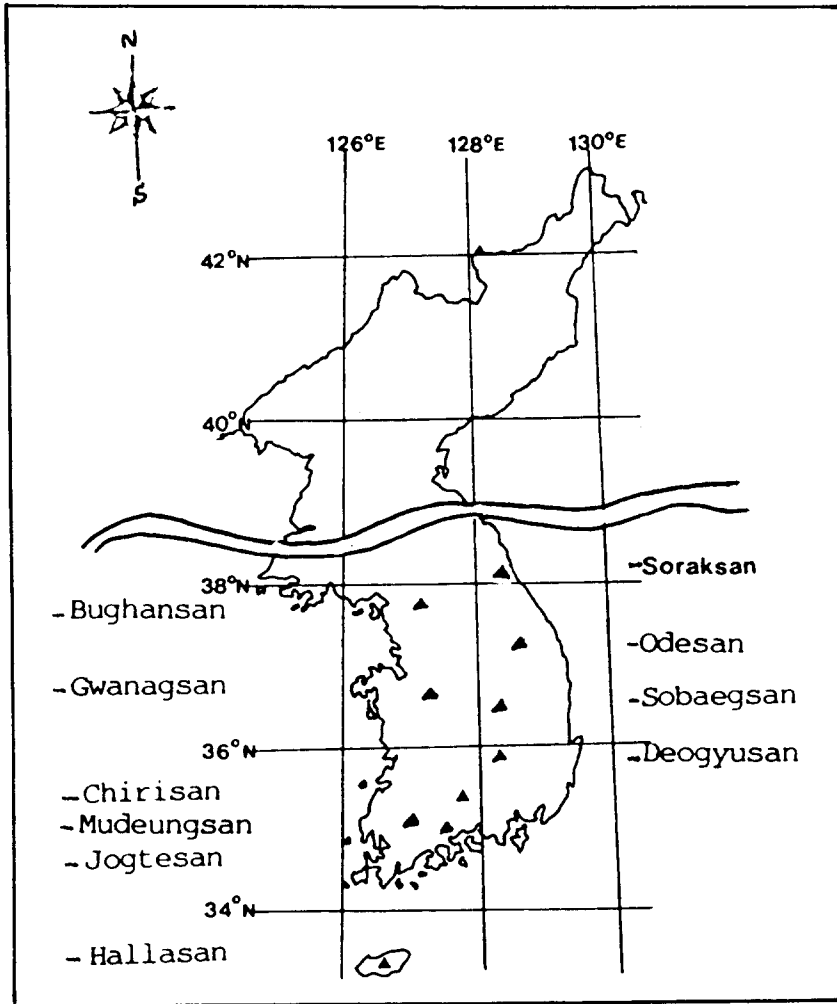 N
S
126°E 128°E 130°E
42°N
40°N
38°N
-Soraksan
-Bughansan
-Odesan
-Gwanagsan
-Sobaegsan
36°N
-Deogyusan
-Chirisan
-Mudeungsan
-Jogtesan
34°N
-Hallasan